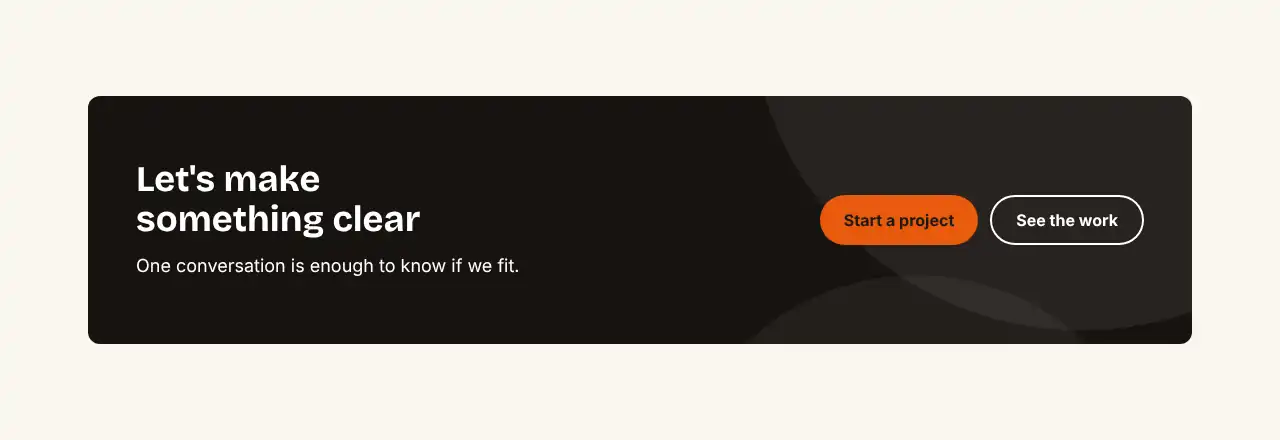 Let's make
something clear
One conversation is enough to know if we fit.
Start a project
See the work